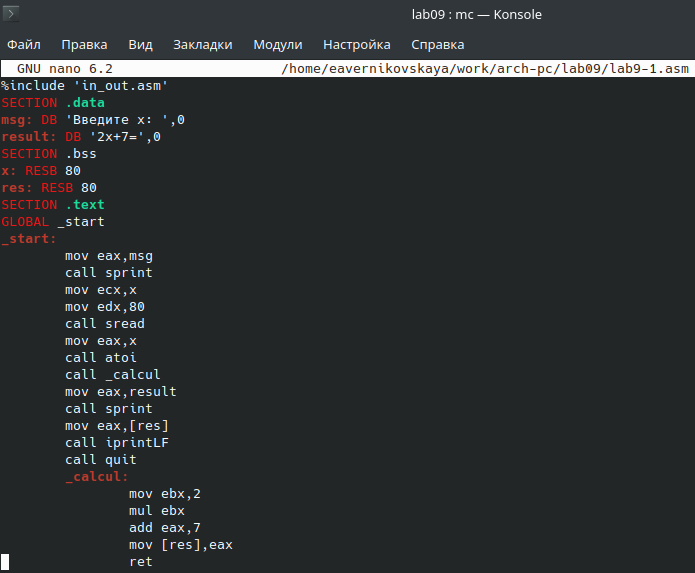 lab09 : mc — Konsole
Файл Правка Вид Закладки Модули Настройка Справка
GNU nano 6.2 /home/eavernikovskaya/work/arch-pc/lab09/lab9-1.asm
%include 'in_out.asm'
SECTION .data
msg: DB 'Введите x: ',0
result: DB '2x+7=',0
SECTION .bss
x: RESB 80
res: RESB 80
SECTION .text
GLOBAL _start
_start:
mov eax,msg
call sprint
mov ecx,x
mov edx,80
call sread
mov eax,x
call atoi
call _calcul
mov eax,result
call sprint
mov eax,[res]
call iprintLF
call quit
_calcul:
mov ebx,2
mul ebx
add eax,7
mov [res],eax
ret